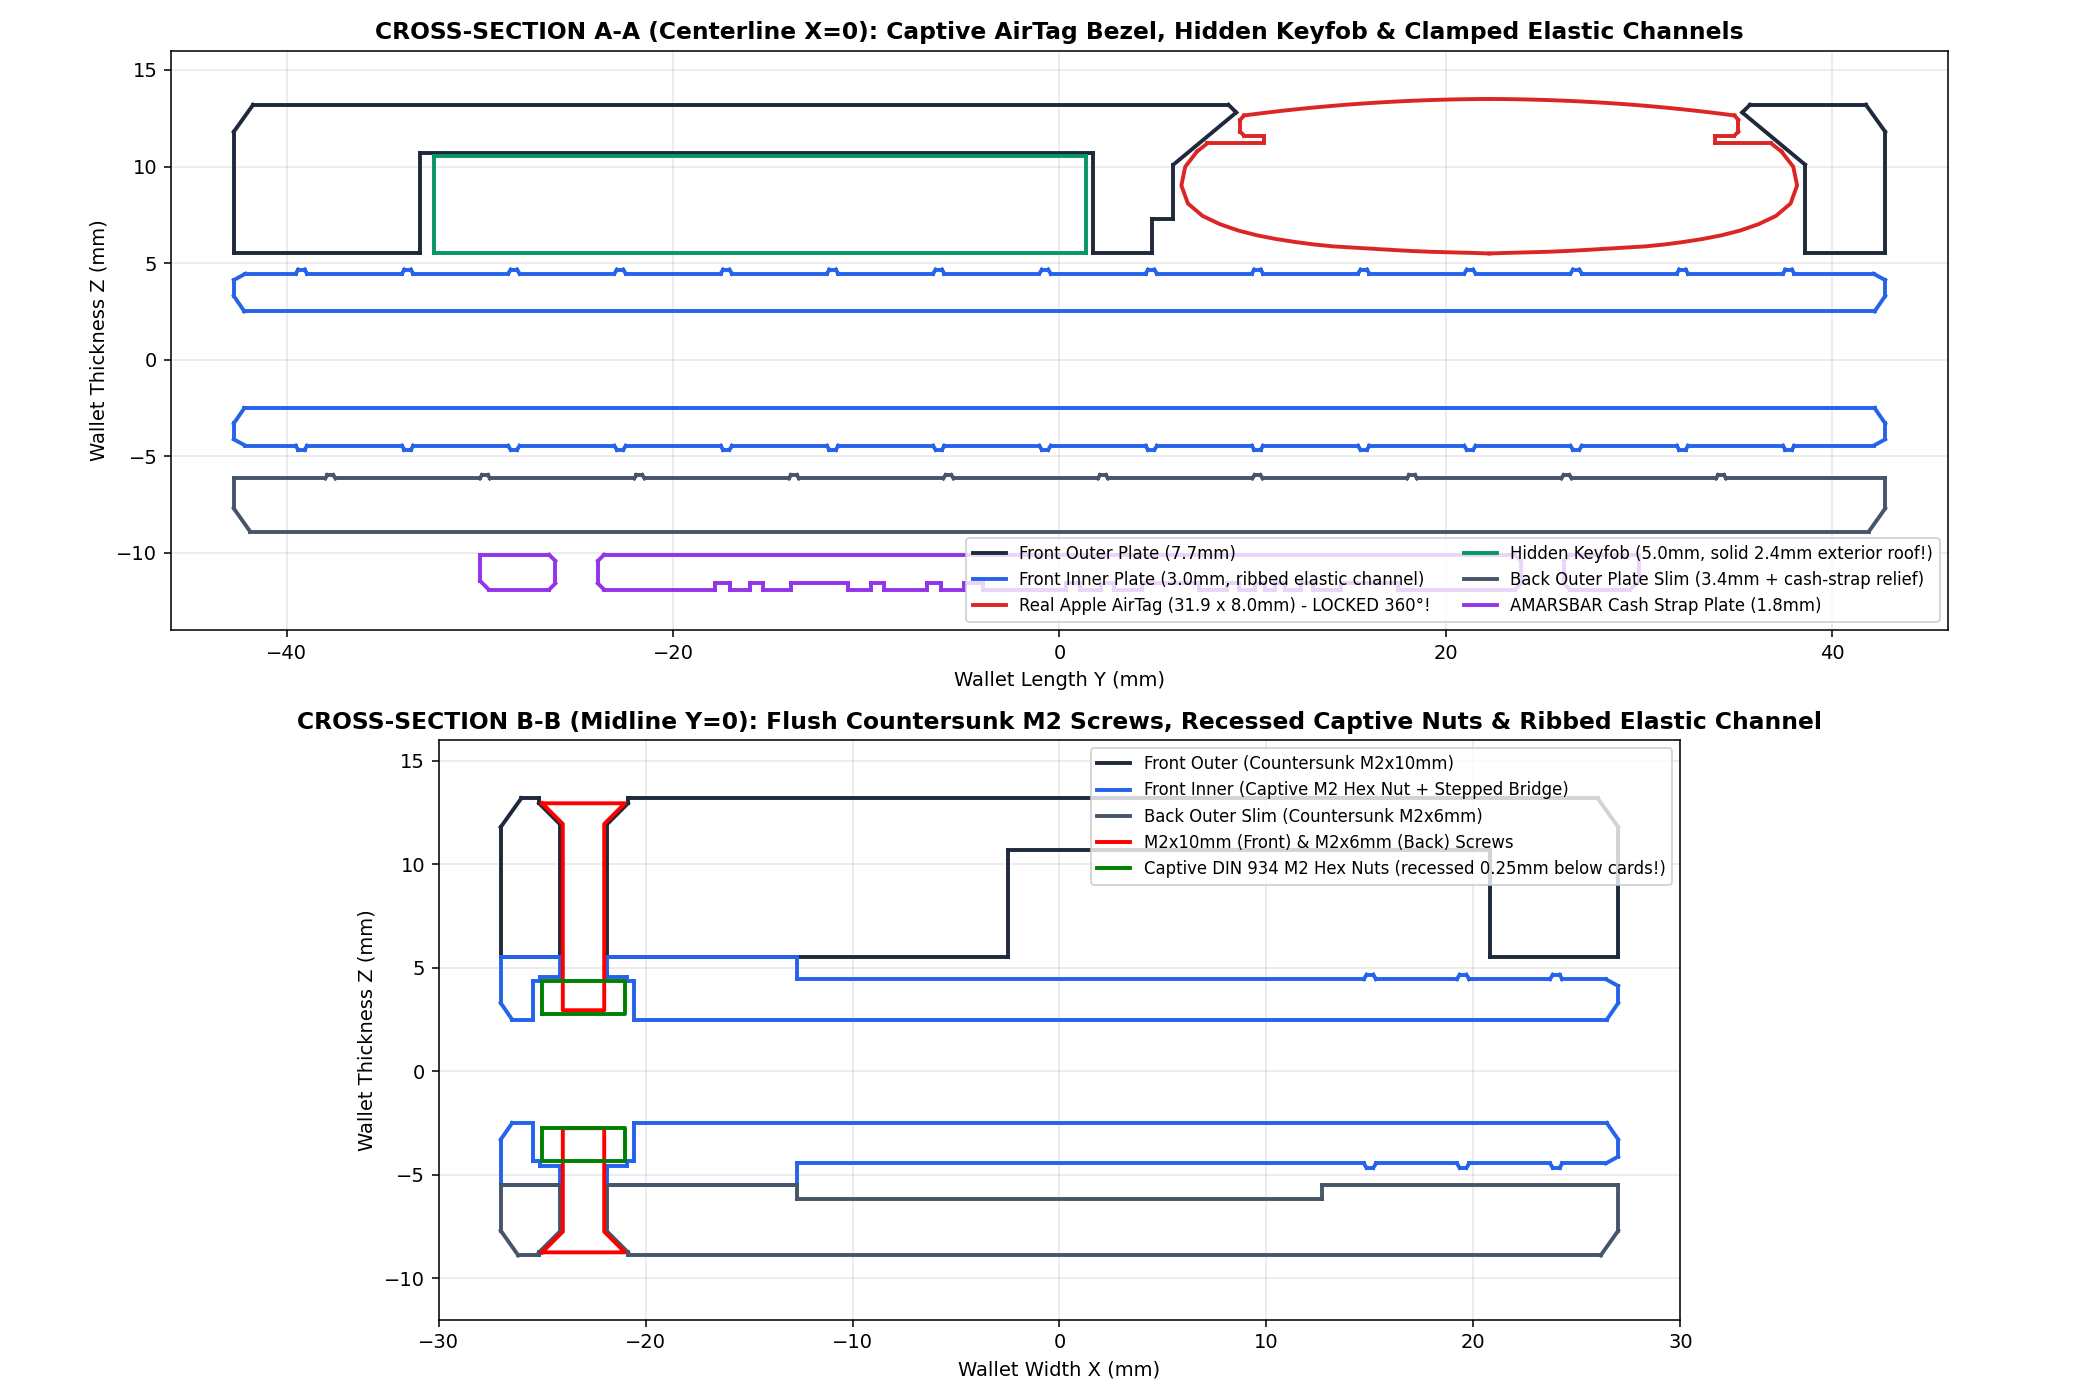 CROSS-SECTION A-A (Centerline X=0): Captive AirTag Bezel, Hidden Keyfob & Clamped Elastic Channels
15
10
5
0
−5
−10
Wallet Thickness Z (mm)
Front Outer Plate (7.7mm)
Front Inner Plate (3.0mm, ribbed elastic channel)
Real Apple AirTag (31.9 x 8.0mm) - LOCKED 360°!
Hidden Keyfob (5.0mm, solid 2.4mm exterior roof!)
Back Outer Plate Slim (3.4mm + cash-strap relief)
AMARSBAR Cash Strap Plate (1.8mm)
−40 −20 0 20 40
Wallet Length Y (mm)
CROSS-SECTION B-B (Midline Y=0): Flush Countersunk M2 Screws, Recessed Captive Nuts & Ribbed Elastic Channel
15
10
5
0
−5
−10
Wallet Thickness Z (mm)
Front Outer (Countersunk M2x10mm)
Front Inner (Captive M2 Hex Nut + Stepped Bridge)
Back Outer Slim (Countersunk M2x6mm)
M2x10mm (Front) & M2x6mm (Back) Screws
Captive DIN 934 M2 Hex Nuts (recessed 0.25mm below cards!)
−30 −20 −10 0 10 20 30
Wallet Width X (mm)